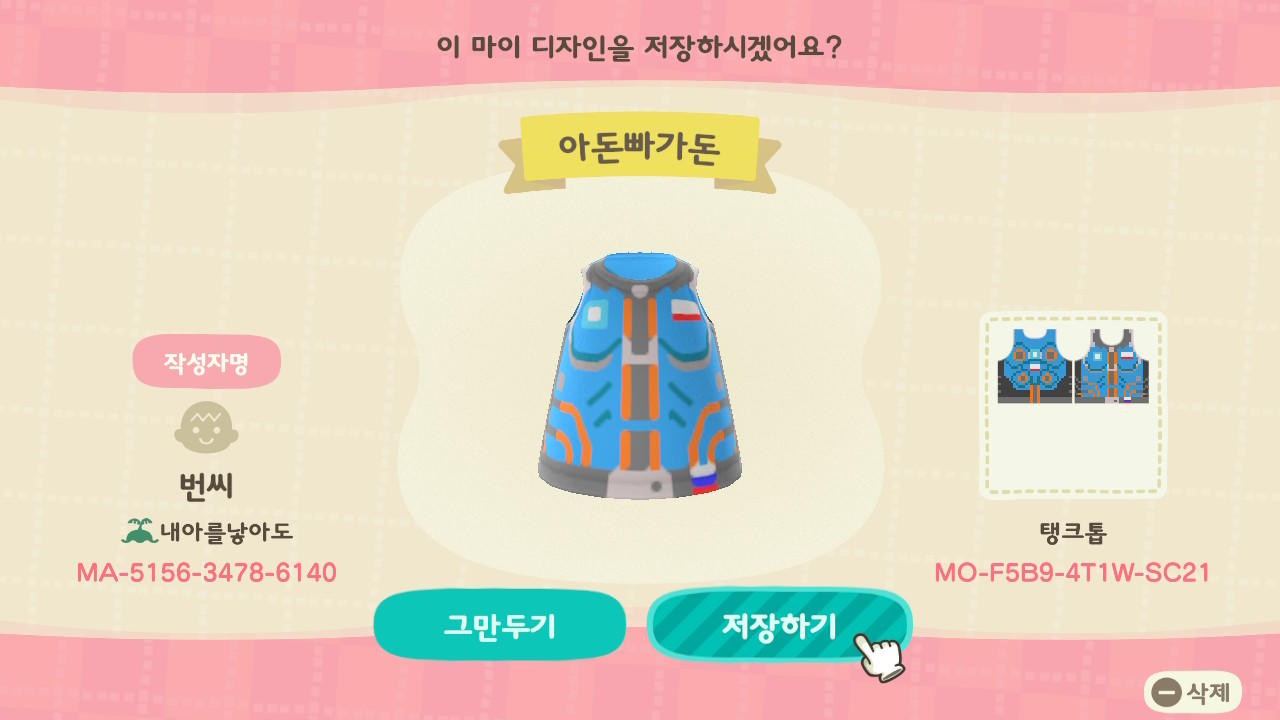 이 마이 디자인을 저장하시겠어요?
아돈빠가돈
작성자명
번씨
내아를낳아도
MA-5156-3478-6140
탱크톱
MO-F5B9-4T1W-SC21
그만두기
저장하기
삭제